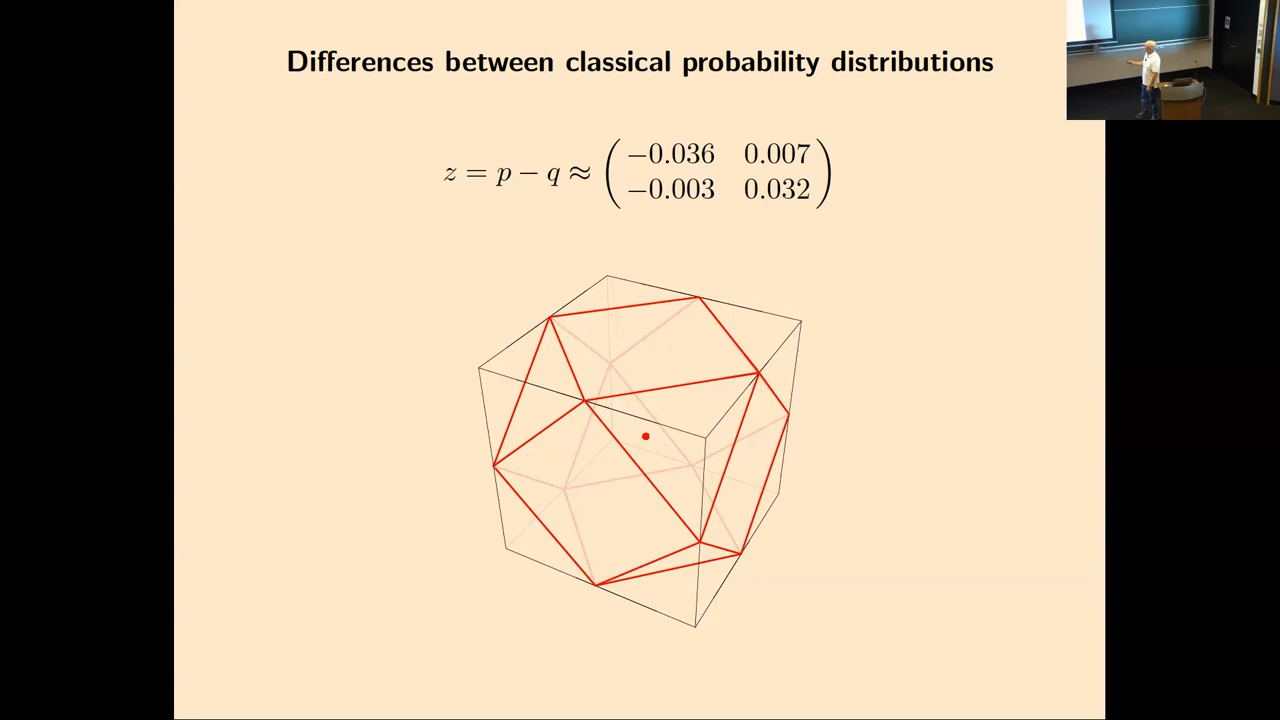 Differences between classical probability distributions
z = p − q ≈ ( −0.036 0.007
−0.003 0.032 )